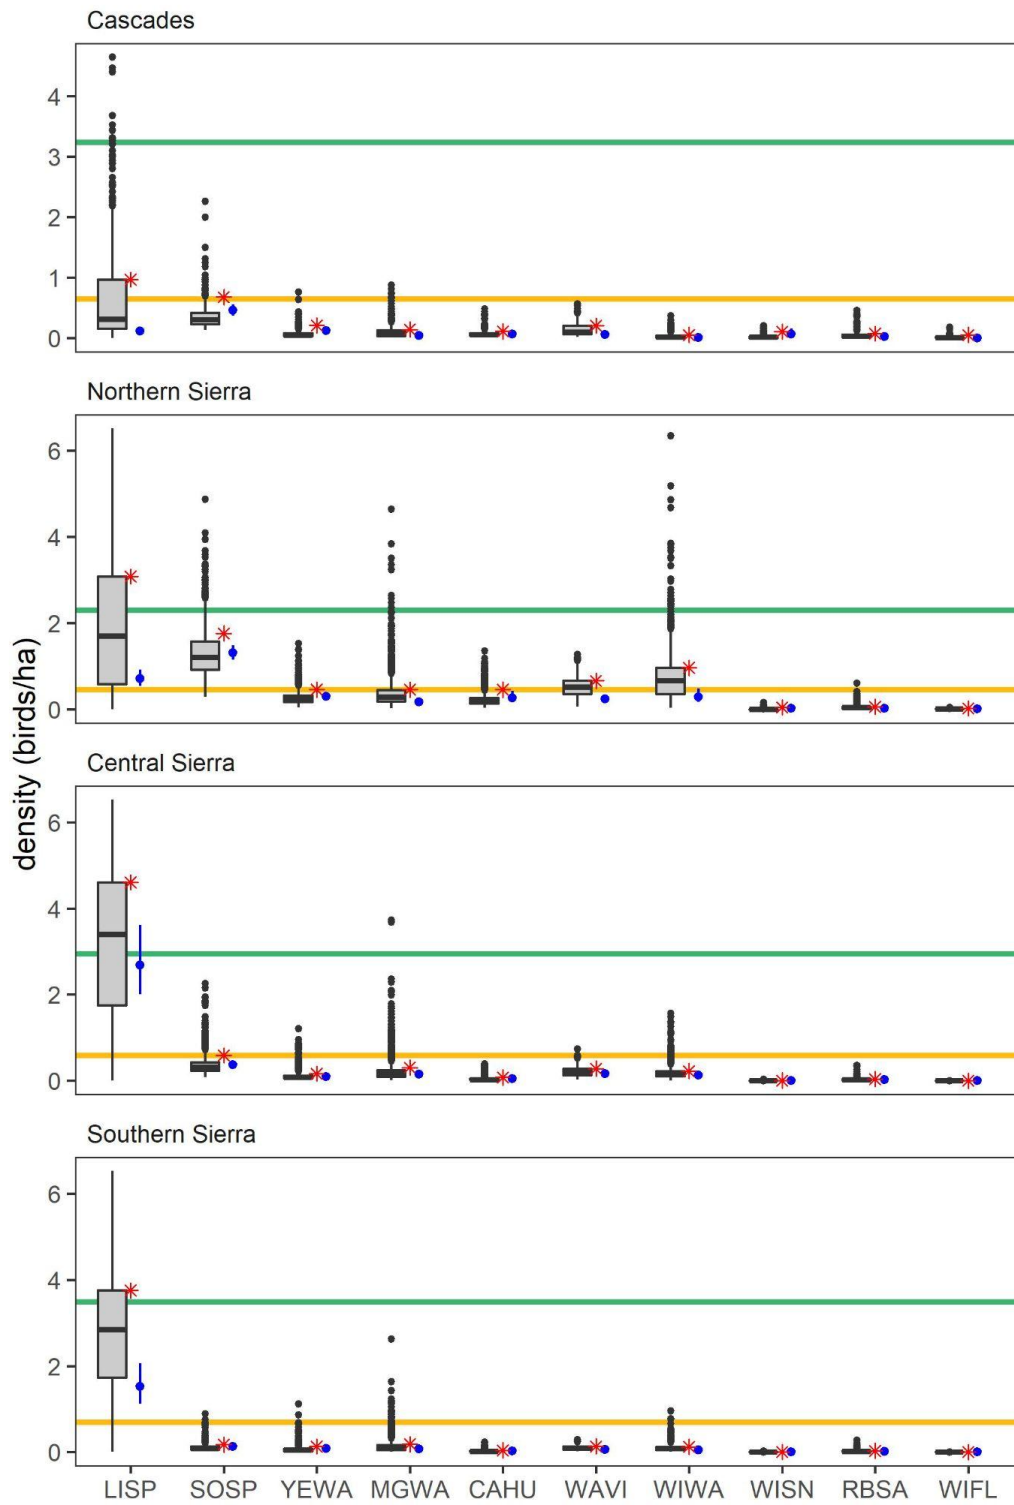 Cascades
4
3
2
1
0
Northern Sierra
6
4
2
0
density (birds/ha)
Central Sierra
6
4
2
0
Southern Sierra
6
4
2
0
LISP SOSP YEWA MGWA CAHU WAVI WIWA WISN RBSA WIFL